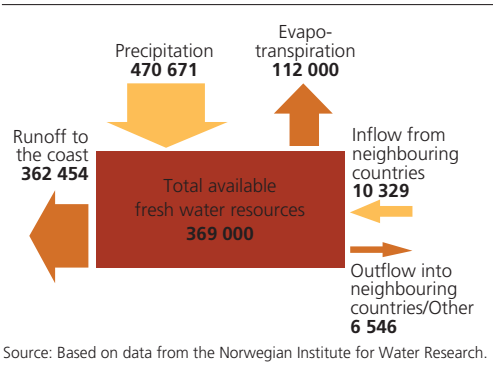 Precipitation
470 671
Evapo-
transpiration
112 000
Runoff to
the coast
362 454
Total available
fresh water resources
369 000
Inflow from
neighbouring
countries
10 329
Outflow into
neighbouring
countries/Other
6 546
Source: Based on data from the Norwegian Institute for Water Research.